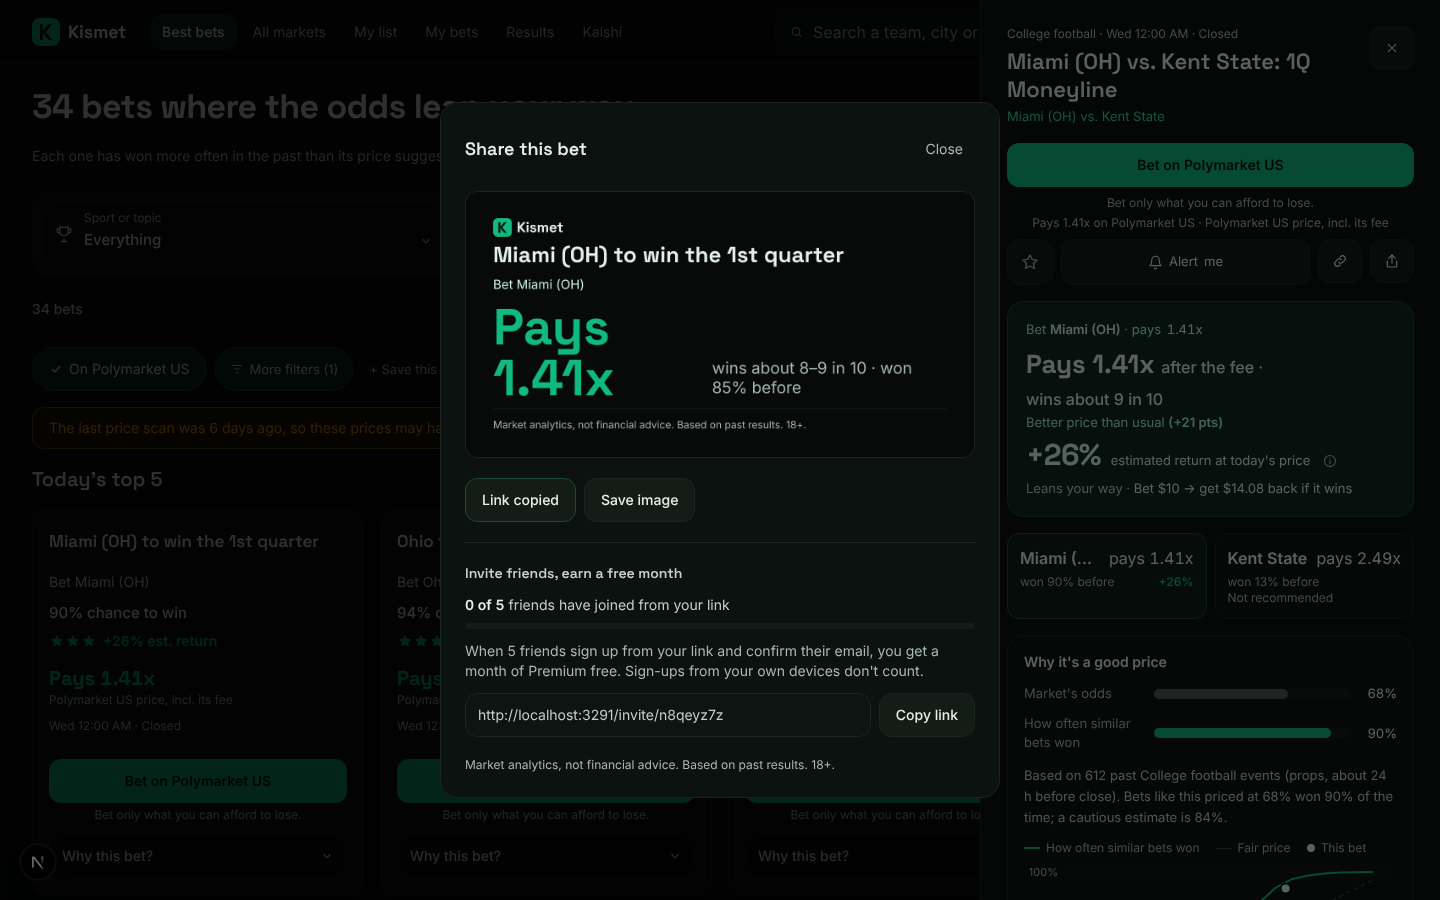 Kismet
Best bets
All markets
My list
My bets
Results
Kalshi
Search a team, city or
34 bets where the odds lean your way
Each one has won more often in the past than its price sugges
Sport or topic
Everything
34 bets
On Polymarket US
More filters (1)
+ Save this
The last price scan was 6 days ago, so these prices may ha
Today's top 5
Miami (OH) to win the 1st quarter
Bet Miami (OH)
90% chance to win
★★★ +26% est. return
Pays 1.41x
Polymarket US price, incl. its fee
Wed 12:00 AM · Closed
Bet on Polymarket US
Bet only what you can afford to lose.
Why this bet?
Ohio
Bet Oh
94% c
Pays
Polymar
Wed 12:
Bet only what you can afford to lose.
Why this bet?
Bet only what you can afford to lo
Why this bet?
Share this bet
Close
Kismet
Miami (OH) to win the 1st quarter
Bet Miami (OH)
Pays
1.41x
wins about 8–9 in 10 · won
85% before
Market analytics, not financial advice. Based on past results. 18+.
Link copied
Save image
Invite friends, earn a free month
0 of 5 friends have joined from your link
When 5 friends sign up from your link and confirm their email, you get a
month of Premium free. Sign-ups from your own devices don't count.
http://localhost:3291/invite/n8qeyz7z
Copy link
Market analytics, not financial advice. Based on past results. 18+.
College football · Wed 12:00 AM · Closed
Miami (OH) vs. Kent State: 1Q
Moneyline
Miami (OH) vs. Kent State
Bet on Polymarket US
Bet only what you can afford to lose.
Pays 1.41x on Polymarket US · Polymarket US price, incl. its fee
Alert me
Bet Miami (OH) · pays 1.41x
Pays 1.41x after the fee ·
wins about 9 in 10
Better price than usual (+21 pts)
+26% estimated return at today's price
Leans your way · Bet $10 → get $14.08 back if it wins
Miami (... pays 1.41x
won 90% before +26%
Kent State pays 2.49x
won 13% before
Not recommended
Why it's a good price
Market's odds 68%
How often similar
bets won 90%
Based on 612 past College football events (props, about 24
h before close). Bets like this priced at 68% won 90% of the
time; a cautious estimate is 84%.
How often similar bets won
Fair price
This bet
100%